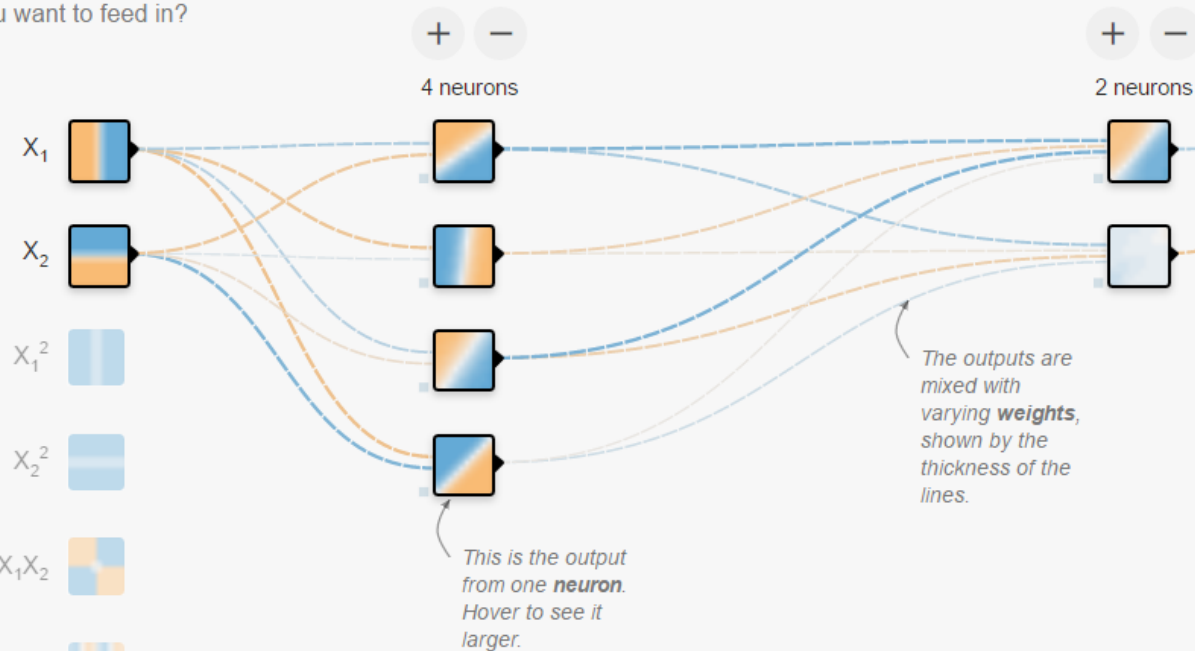 u want to feed in?
+ − + −
4 neurons
2 neurons
X₁
X₂
X₁²
X₂²
X₁X₂
The outputs are
mixed with
varying weights,
shown by the
thickness of the
lines.
This is the output
from one neuron.
Hover to see it
larger.